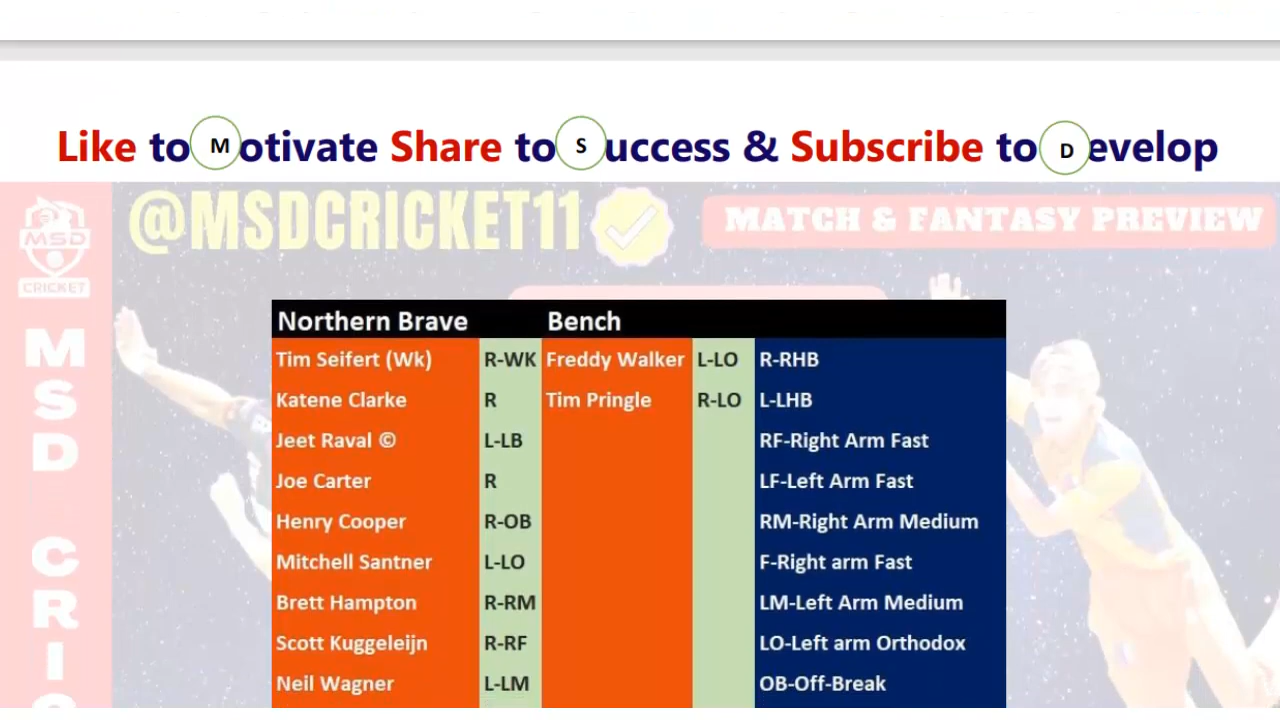 Like to Motivate Share to Success & Subscribe to Develop
@MSDCRICKET11
MATCH & FANTASY PREVIEW
MSD
CRICKET
M
S
D
C
R
I
Northern Brave Bench
Tim Seifert (Wk) R-WK Freddy Walker L-LO R-RHB
Katene Clarke R Tim Pringle R-LO L-LHB
Jeet Raval © L-LB RF-Right Arm Fast
Joe Carter R LF-Left Arm Fast
Henry Cooper R-OB RM-Right Arm Medium
Mitchell Santner L-LO F-Right arm Fast
Brett Hampton R-RM LM-Left Arm Medium
Scott Kuggeleijn R-RF LO-Left arm Orthodox
Neil Wagner L-LM OB-Off-Break